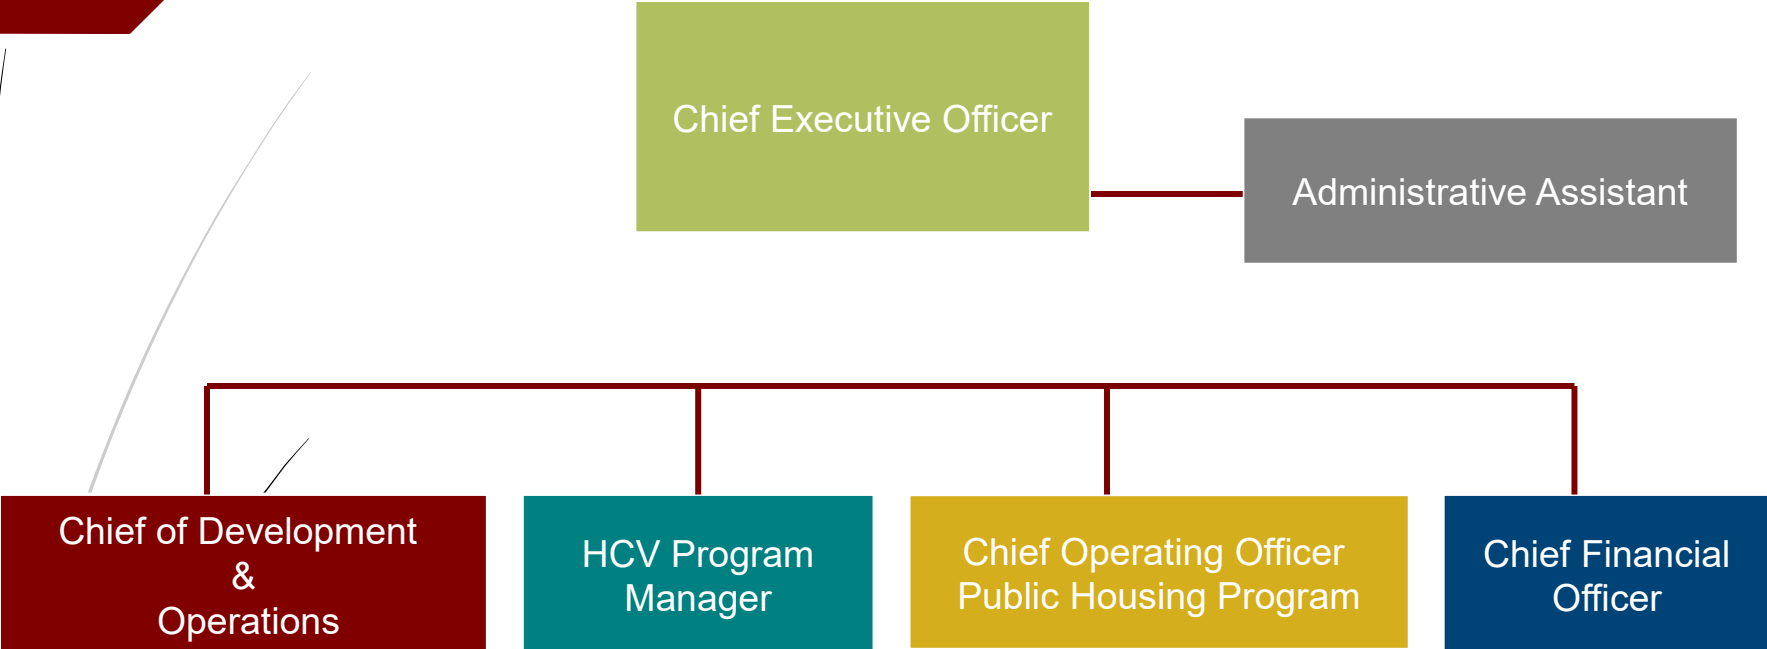 Chief Executive Officer
Administrative Assistant
Chief of Development
&
Operations
HCV Program
Manager
Chief Operating Officer
Public Housing Program
Chief Financial
Officer